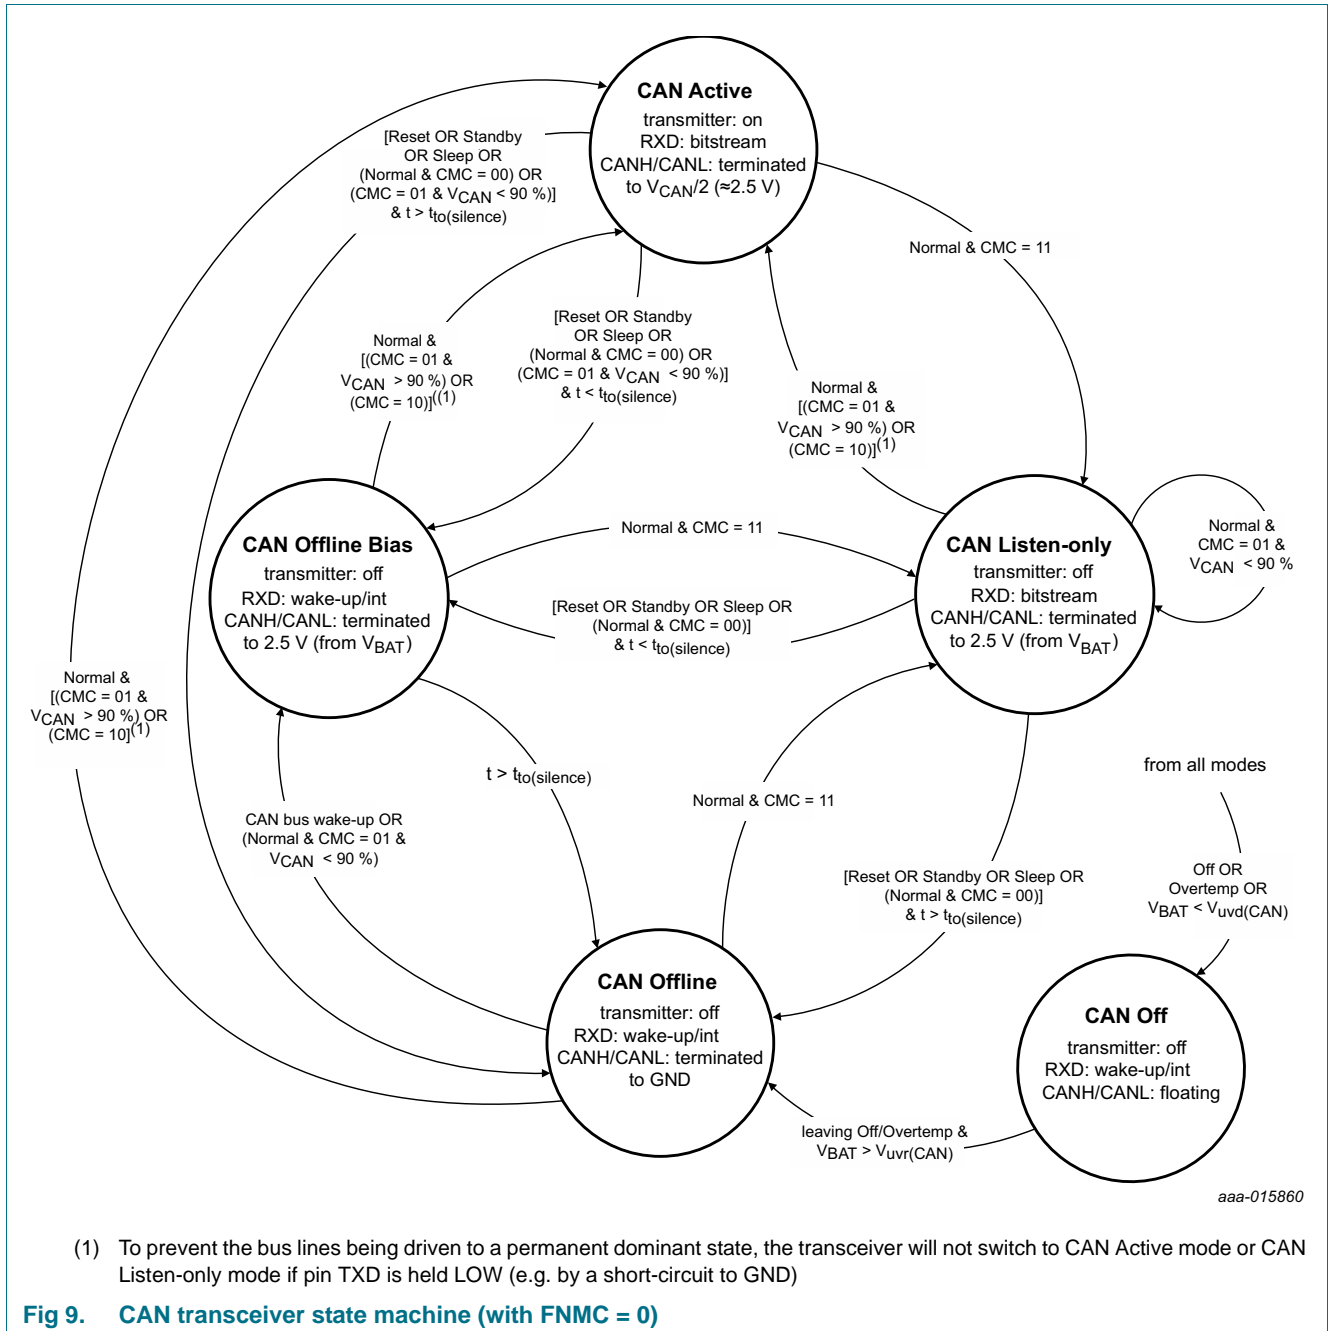 CAN Active
transmitter: on
RXD: bitstream
CANH/CANL: terminated
to VCAN/2 (≈2.5 V)
[Reset OR Standby
OR Sleep OR
(Normal & CMC = 00) OR
(CMC = 01 & VCAN < 90 %)]
& t > tto(silence)
Normal & CMC = 11
Normal &
[(CMC = 01 &
VCAN > 90 %) OR
(CMC = 10)]((1)
[Reset OR Standby
OR Sleep OR
(Normal & CMC = 00) OR
(CMC = 01 & VCAN < 90 %)]
& t < tto(silence)
Normal &
[(CMC = 01 &
VCAN > 90 %) OR
(CMC = 10)](1)
CAN Offline Bias
transmitter: off
RXD: wake-up/int
CANH/CANL: terminated
to 2.5 V (from VBAT)
Normal & CMC = 11
[Reset OR Standby OR Sleep OR
(Normal & CMC = 00)]
& t < tto(silence)
CAN Listen-only
transmitter: off
RXD: bitstream
CANH/CANL: terminated
to 2.5 V (from VBAT)
Normal &
CMC = 01 &
VCAN < 90 %
Normal &
[(CMC = 01 &
VCAN > 90 %) OR
(CMC = 10](1)
t > tto(silence)
CAN bus wake-up OR
(Normal & CMC = 01 &
VCAN < 90 %)
Normal & CMC = 11
[Reset OR Standby OR Sleep OR
(Normal & CMC = 00)]
& t > tto(silence)
from all modes
Off OR
Overtemp OR
VBAT < Vuvd(CAN)
CAN Offline
transmitter: off
RXD: wake-up/int
CANH/CANL: terminated
to GND
CAN Off
transmitter: off
RXD: wake-up/int
CANH/CANL: floating
leaving Off/Overtemp &
VBAT > Vuvr(CAN)
aaa-015860
(1) To prevent the bus lines being driven to a permanent dominant state, the transceiver will not switch to CAN Active mode or CAN
Listen-only mode if pin TXD is held LOW (e.g. by a short-circuit to GND)
Fig 9. CAN transceiver state machine (with FNMC = 0)